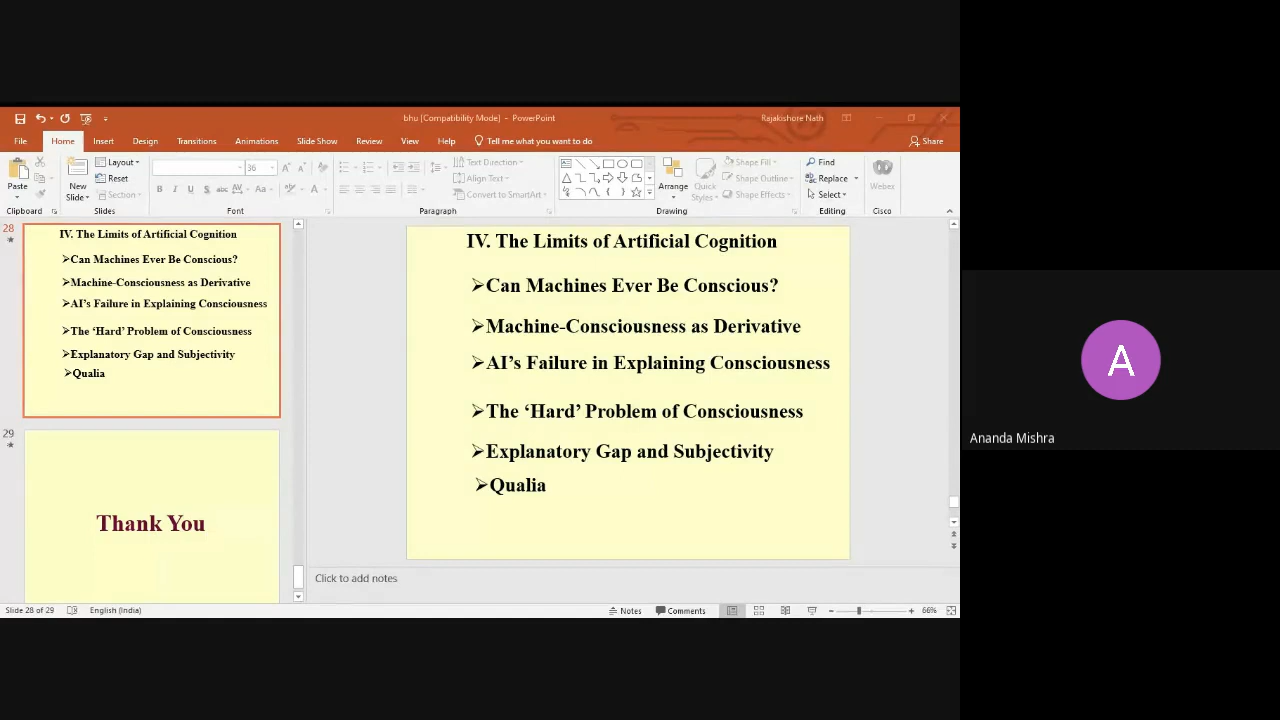 bhu [Compatibility Mode] - PowerPoint
Rajakishore Nath
File Home Insert Design Transitions Animations Slide Show Review View Help Tell me what you want to do Share
Paste
New Slide
Layout
Reset
Section
36
B I U S abc AV Aa A
Text Direction
Align Text
Convert to SmartArt
Arrange
Quick Styles
Shape Fill
Shape Outline
Shape Effects
Find
Replace
Select
Webex
Clipboard Slides Font Paragraph Drawing Editing Cisco
28
IV. The Limits of Artificial Cognition
➢Can Machines Ever Be Conscious?
➢Machine-Consciousness as Derivative
➢AI’s Failure in Explaining Consciousness
➢The ‘Hard’ Problem of Consciousness
➢Explanatory Gap and Subjectivity
➢Qualia
29
Thank You
IV. The Limits of Artificial Cognition
➢Can Machines Ever Be Conscious?
➢Machine-Consciousness as Derivative
➢AI’s Failure in Explaining Consciousness
➢The ‘Hard’ Problem of Consciousness
➢Explanatory Gap and Subjectivity
➢Qualia
Click to add notes
Slide 28 of 29 English (India) Notes Comments 66%
A
Ananda Mishra